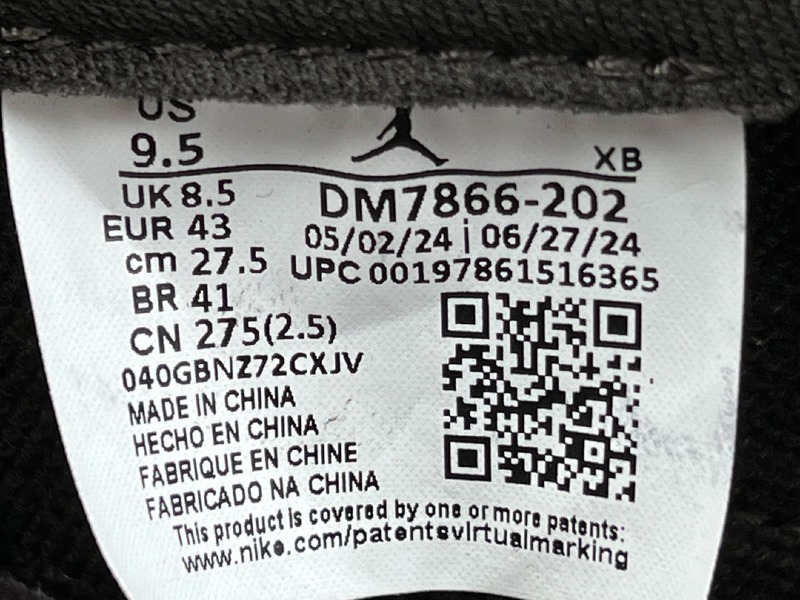 US
9.5
XB
UK 8.5
DM7866-202
EUR 43
05/02/24 | 06/27/24
cm 27.5
UPC 00197861516365
BR 41
CN 275(2.5)
040GBNZ72CXJV
MADE IN CHINA
HECHO EN CHINA
FABRIQUE EN CHINE
FABRICADO NA CHINA
This product is covered by one or more patents:
www.nike.com/patentsvirtualmarking